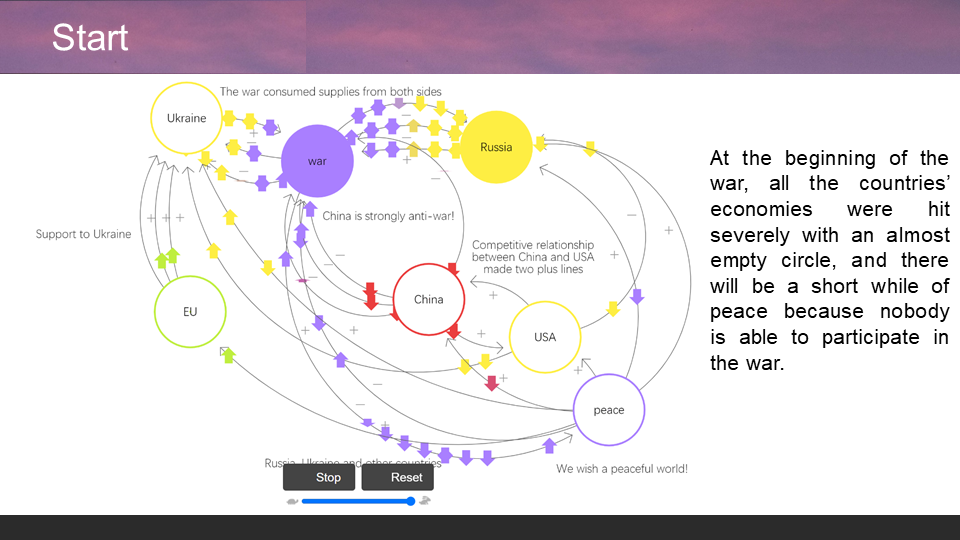 Start
The war consumed supplies from both sides
Ukraine
war
Russia
China is strongly anti-war!
Support to Ukraine
Competitive relationship
between China and USA
made two plus lines
China
EU
USA
peace
Russia, Ukraine and other countries
We wish a peaceful world!
Stop
Reset
At the beginning of the
war, all the countries’
economies were hit
severely with an almost
empty circle, and there
will be a short while of
peace because nobody
is able to participate in
the war.